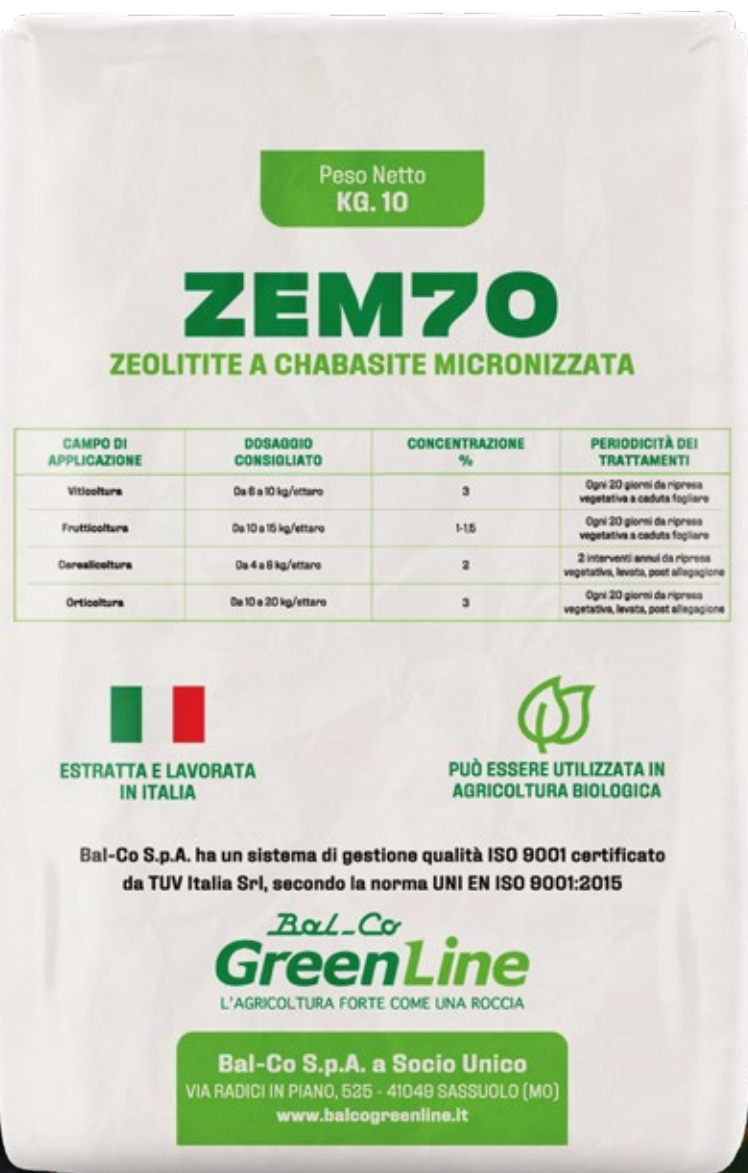 Peso Netto
KG. 10
ZEM70
ZEOLITITE A CHABASITE MICRONIZZATA
CAMPO DI APPLICAZIONE DOSAGGIO CONSIGLIATO CONCENTRAZIONE % PERIODICITÀ DEI TRATTAMENTI
Viticoltura Da 6 a 10 kg/ettaro 3 Ogni 20 giorni da ripresa vegetativa a caduta fogliare
Frutticoltura Da 10 a 15 kg/ettaro 1-1,5 Ogni 20 giorni da ripresa vegetativa a caduta fogliare
Cerealicoltura Da 4 a kg/ettaro 2 2 interventi annui da ripresa vegetativa, levata, post allegagione
Orticoltura Da 10 a 20 kg/ettaro 3 Ogni 20 giorni da ripresa vegetativa, levata, post allegagione
ESTRATTA E LAVORATA
IN ITALIA
PUÒ ESSERE UTILIZZATA IN
AGRICOLTURA BIOLOGICA
Bal-Co S.p.A. ha un sistema di gestione qualità ISO 9001 certificato
da TUV Italia Srl, secondo la norma UNI EN ISO 9001:2015
Bal-Co
GreenLine
L'AGRICOLTURA FORTE COME UNA ROCCIA
Bal-Co S.p.A. a Socio Unico
VIA RADICI IN PIANO, 525 - 41049 SASSUOLO (MO)
www.balcogreenline.it